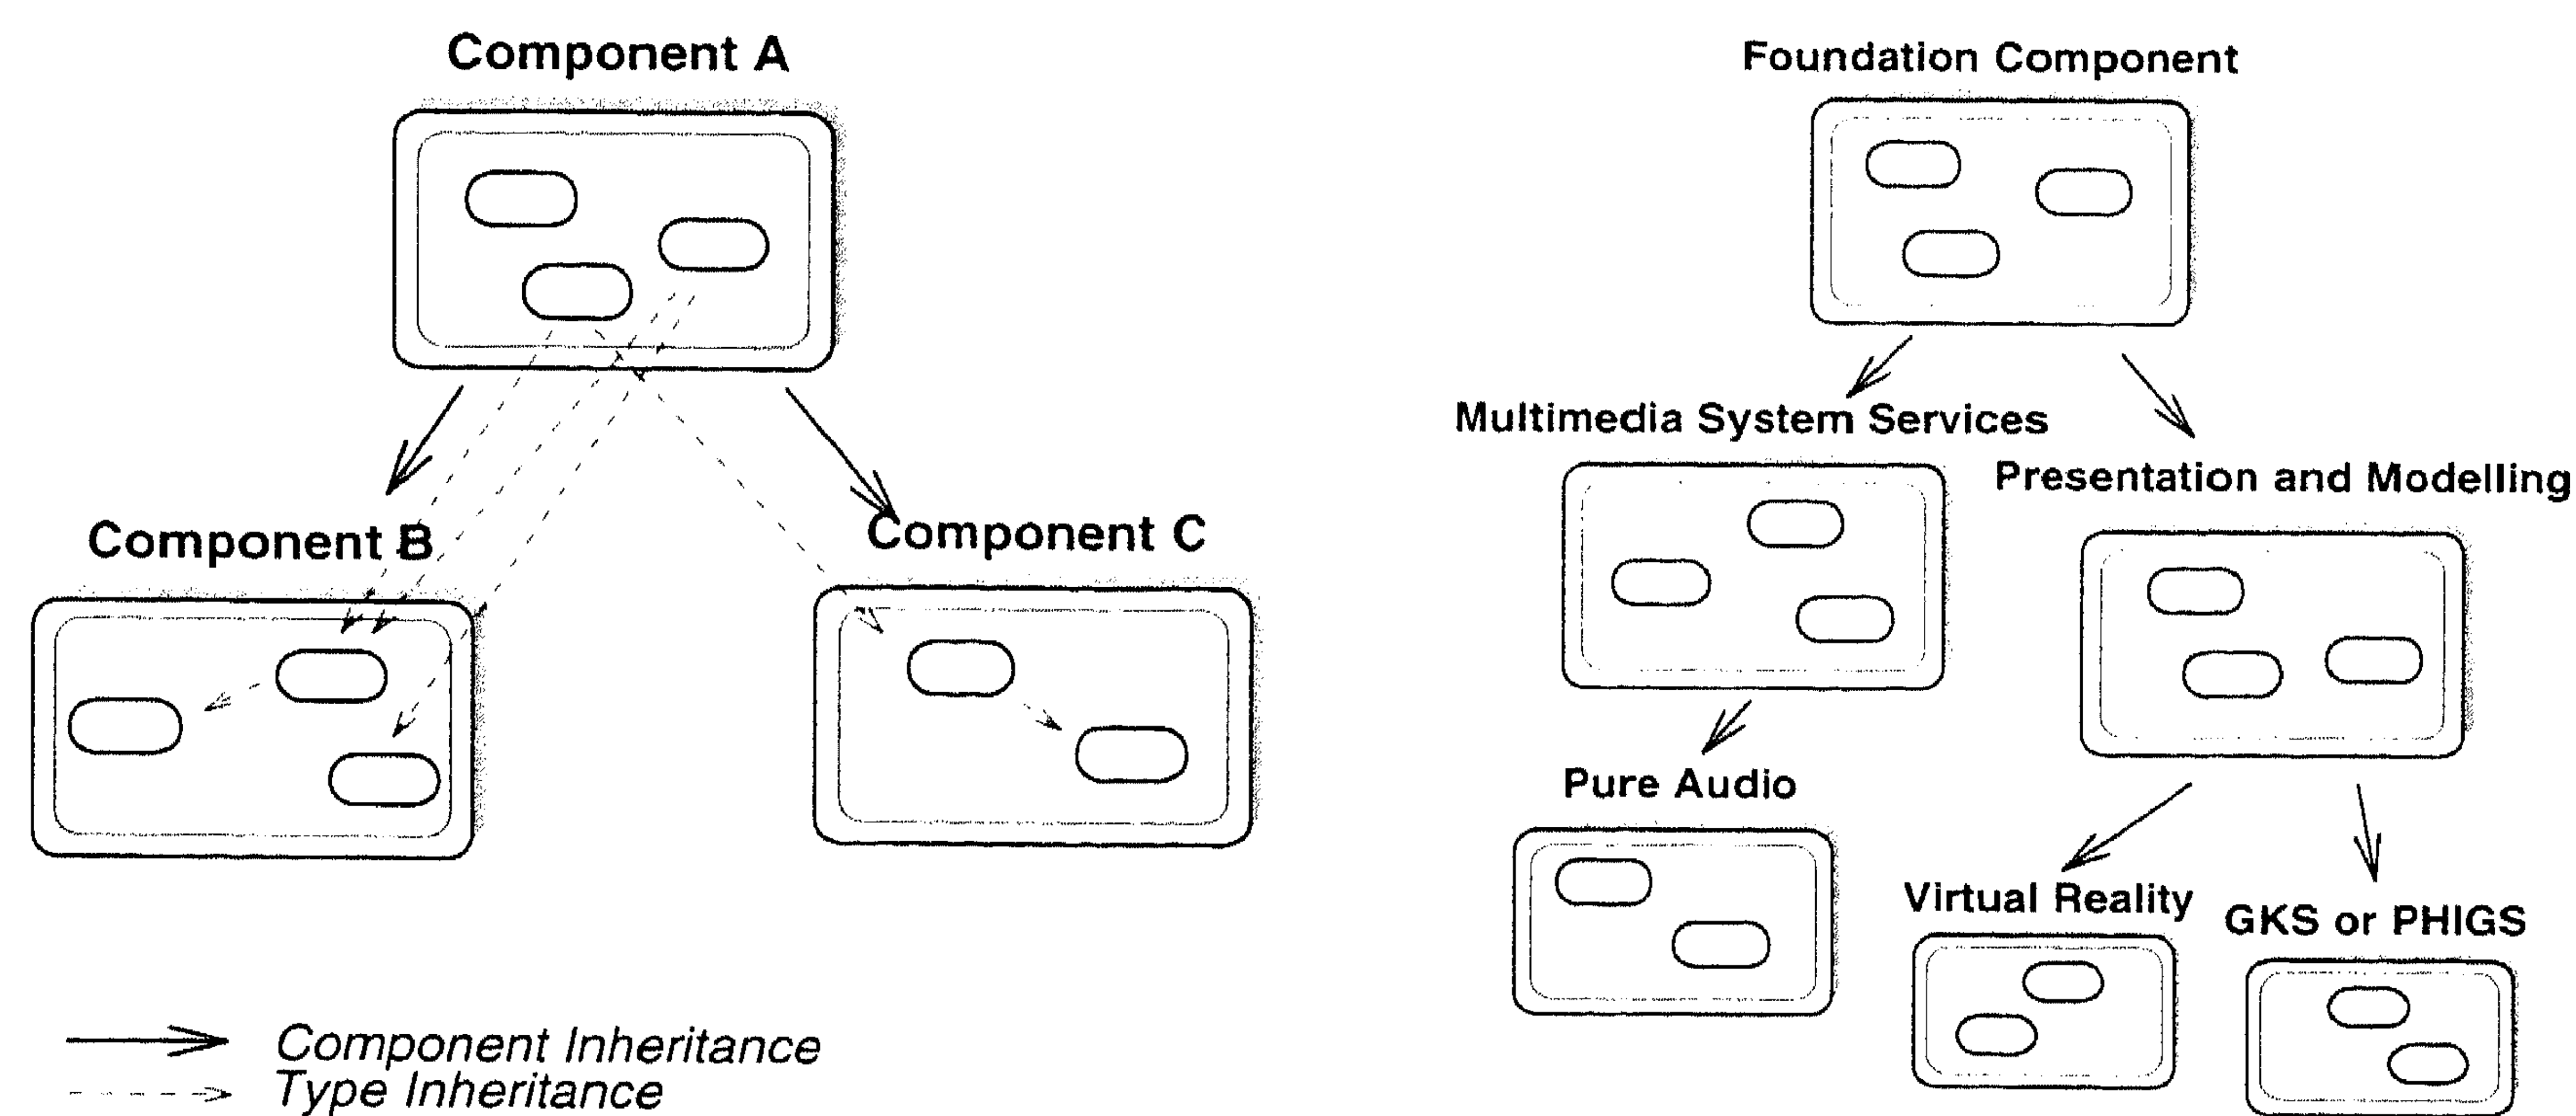 Component A
Component B
Component C
Component Inheritance
Type Inheritance
Foundation Component
Multimedia System Services
Presentation and Modelling
Pure Audio
Virtual Reality
GKS or PHIGS